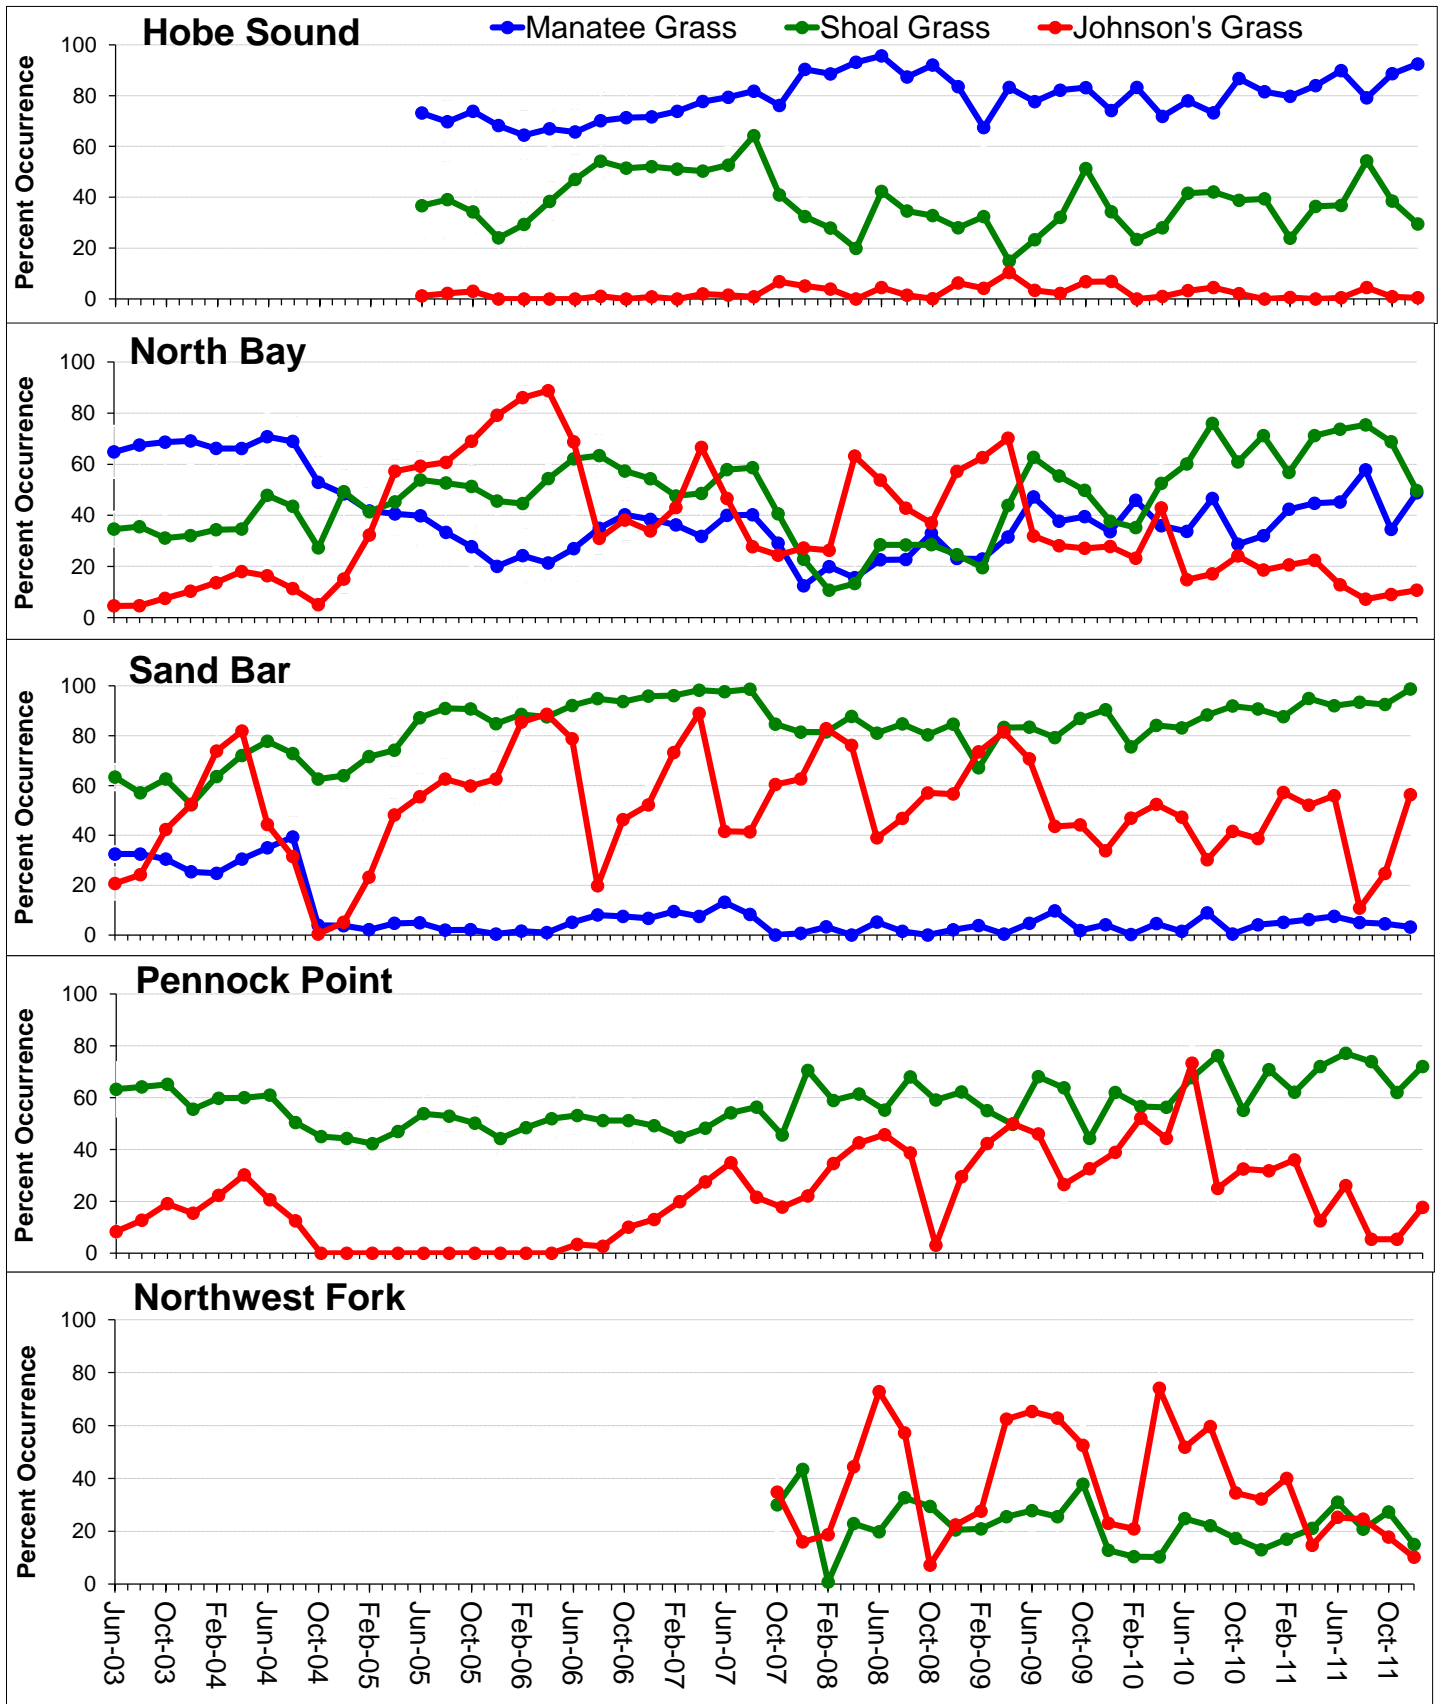 Hobe Sound
Manatee Grass Shoal Grass Johnson's Grass
Percent Occurrence
100
80
60
40
20
0
North Bay
Percent Occurrence
100
80
60
40
20
0
Sand Bar
Percent Occurrence
100
80
60
40
20
0
Pennock Point
Percent Occurrence
100
80
60
40
20
0
Northwest Fork
Percent Occurrence
100
80
60
40
20
0
Jun-03
Oct-03
Feb-04
Jun-04
Oct-04
Feb-05
Jun-05
Oct-05
Feb-06
Jun-06
Oct-06
Feb-07
Jun-07
Oct-07
Feb-08
Jun-08
Oct-08
Feb-09
Jun-09
Oct-09
Feb-10
Jun-10
Oct-10
Feb-11
Jun-11
Oct-11